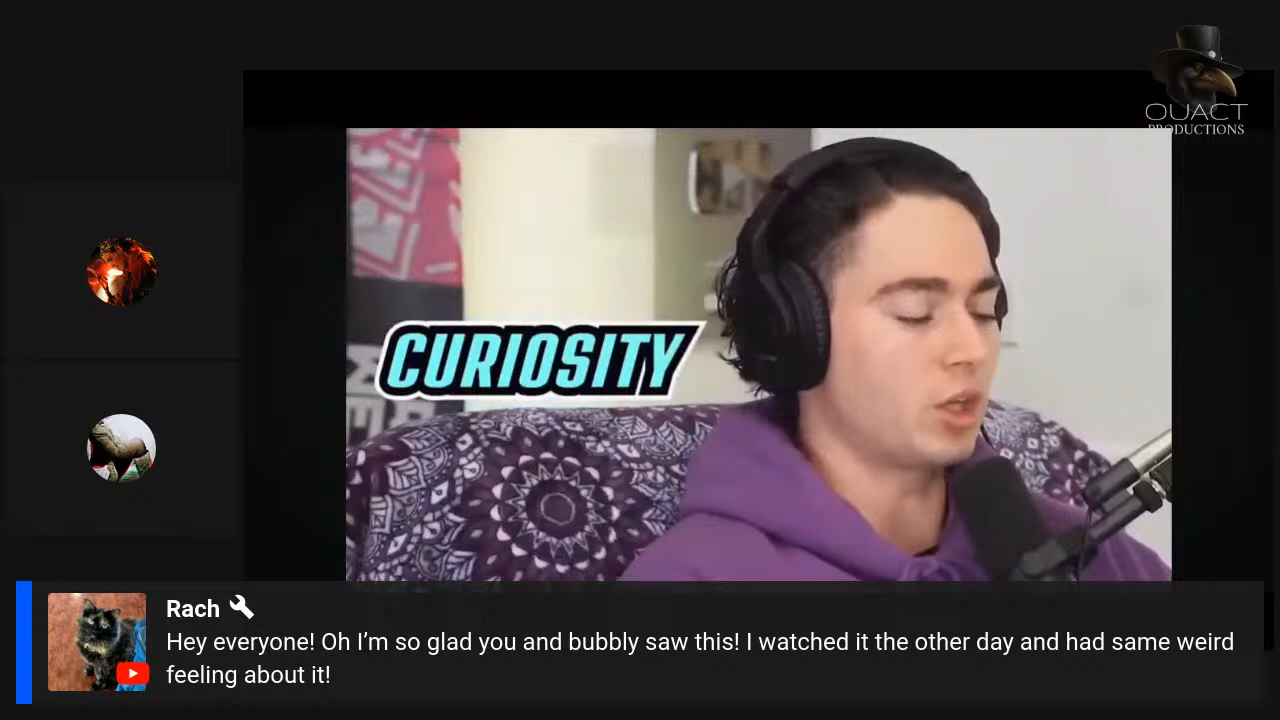 OUACT
PRODUCTIONS
CURIOSITY
Rach
Hey everyone! Oh I’m so glad you and bubbly saw this! I watched it the other day and had same weird
feeling about it!